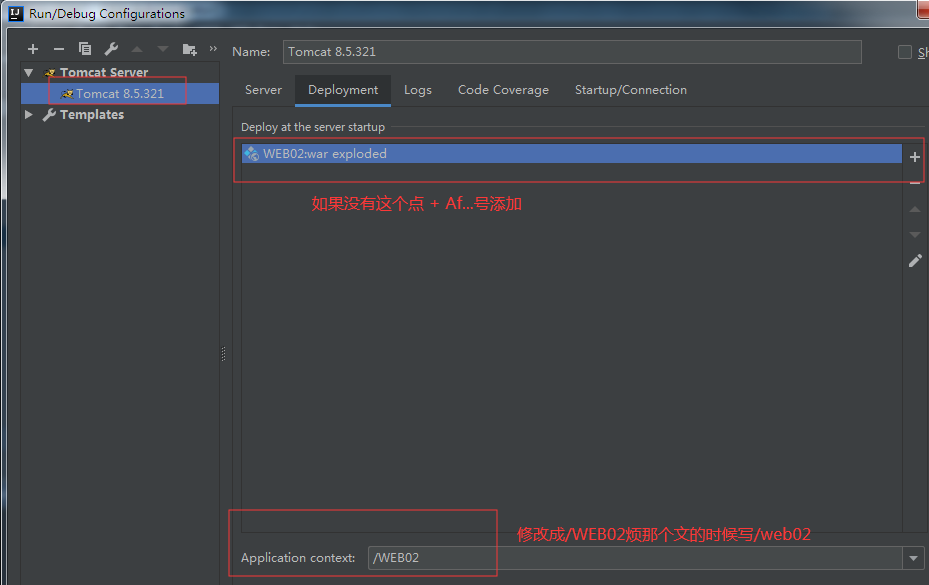 Run/Debug Configurations
Name: Tomcat 8.5.321
Tomcat Server
Tomcat 8.5.321
Templates
Server Deployment Logs Code Coverage Startup/Connection
Deploy at the server startup
WEB02:war exploded
如果没有这个点 + Af...号添加
修改成/WEB02烦那个文的时候写/web02
Application context: /WEB02